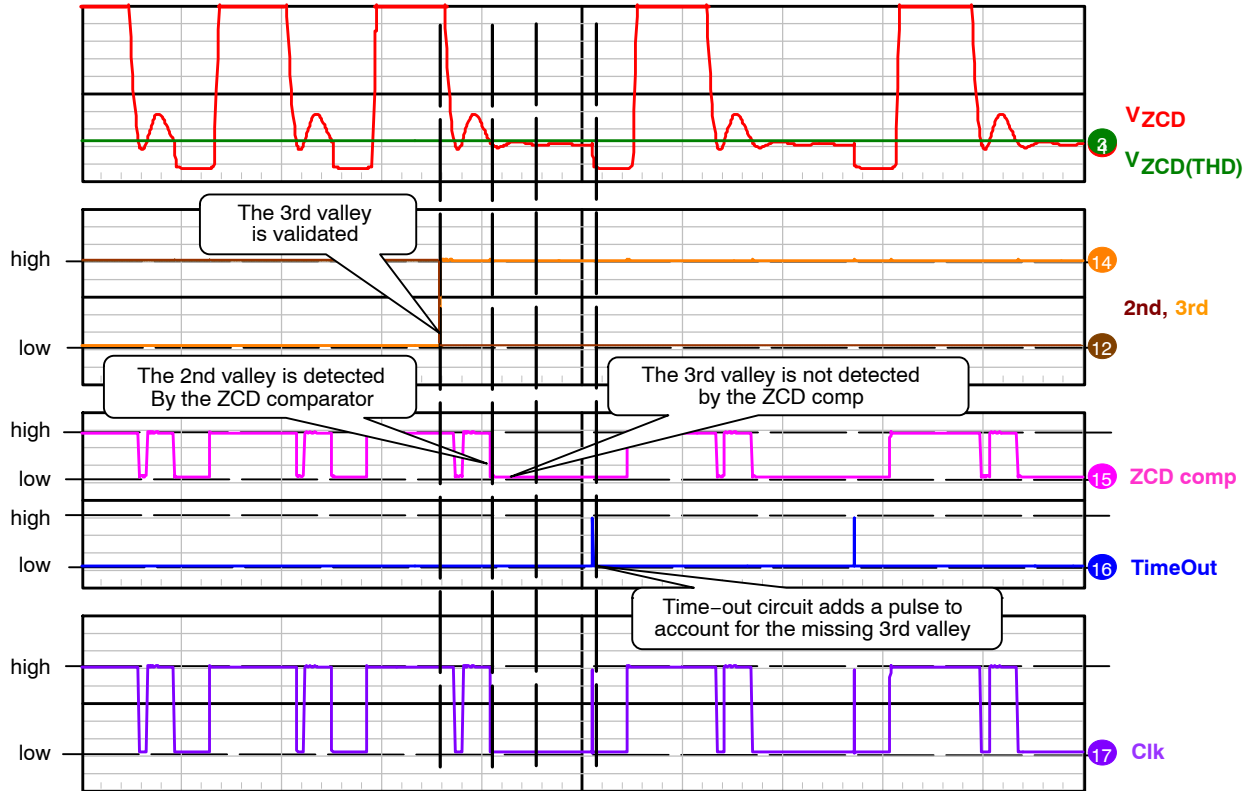 VZCD
3
4
VZCD(THD)
The 3rd valley
is validated
high
14
2nd, 3rd
low
12
The 2nd valley is detected
By the ZCD comparator
The 3rd valley is not detected
by the ZCD comp
high
low
15
ZCD comp
high
low
16
TimeOut
Time−out circuit adds a pulse to
account for the missing 3rd valley
high
low
17
Clk